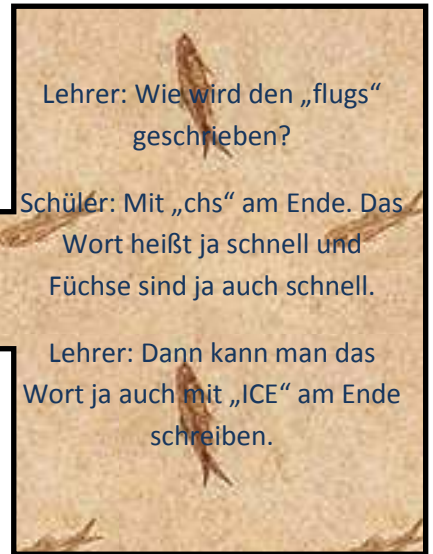 Lehrer: Wie wird den „flugs“
geschrieben?
Schüler: Mit „chs“ am Ende. Das
Wort heißt ja schnell und
Füchse sind ja auch schnell.
Lehrer: Dann kann man das
Wort ja auch mit „ICE“ am Ende
schreiben.